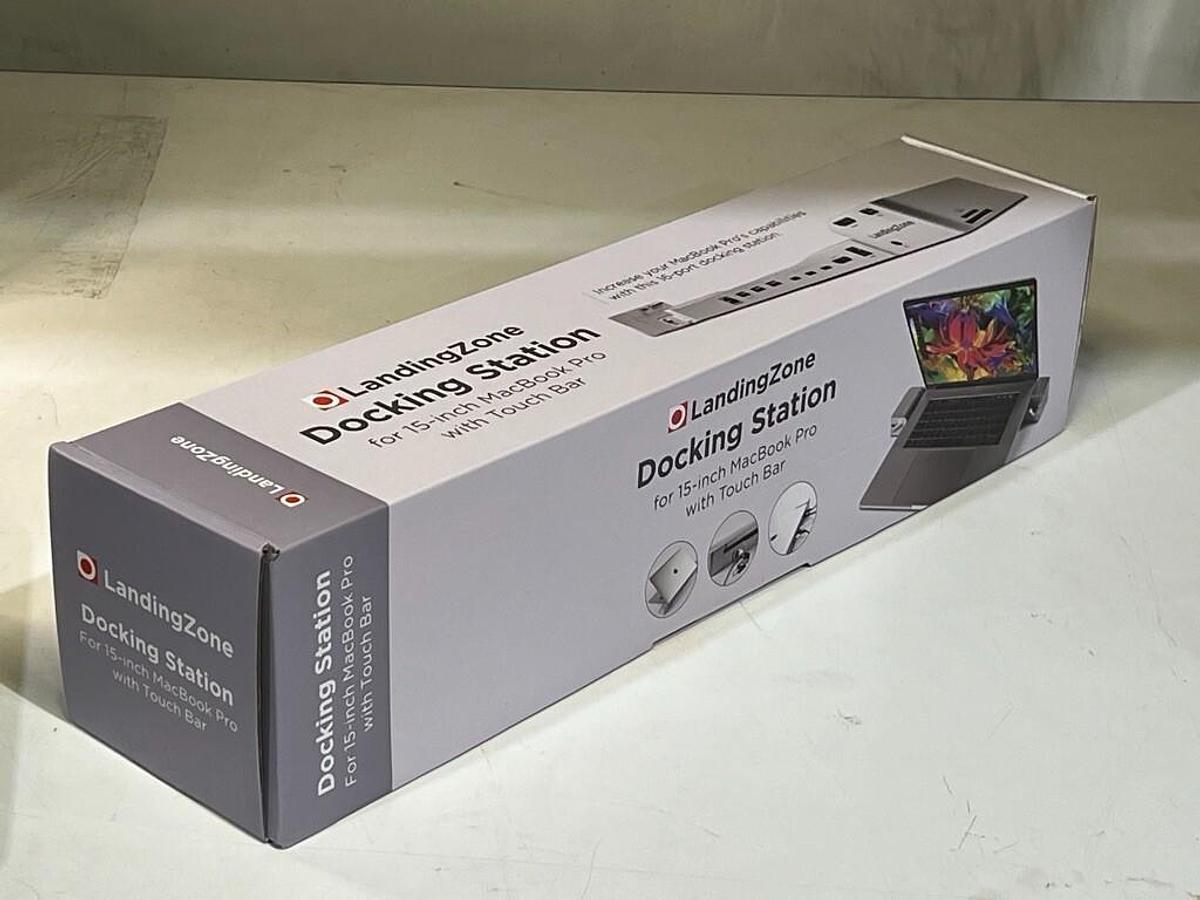 Increase your MacBook Pro's capabilities
with this 16-port docking station.
LandingZone
LandingZone
Docking Station
for 15-inch MacBook Pro
with Touch Bar
LandingZone
Docking Station
for 15-inch MacBook Pro
with Touch Bar
LandingZone
LandingZone
Docking Station
For 15-inch MacBook Pro
with Touch Bar
Docking Station
For 15-inch MacBook Pro
with Touch Bar